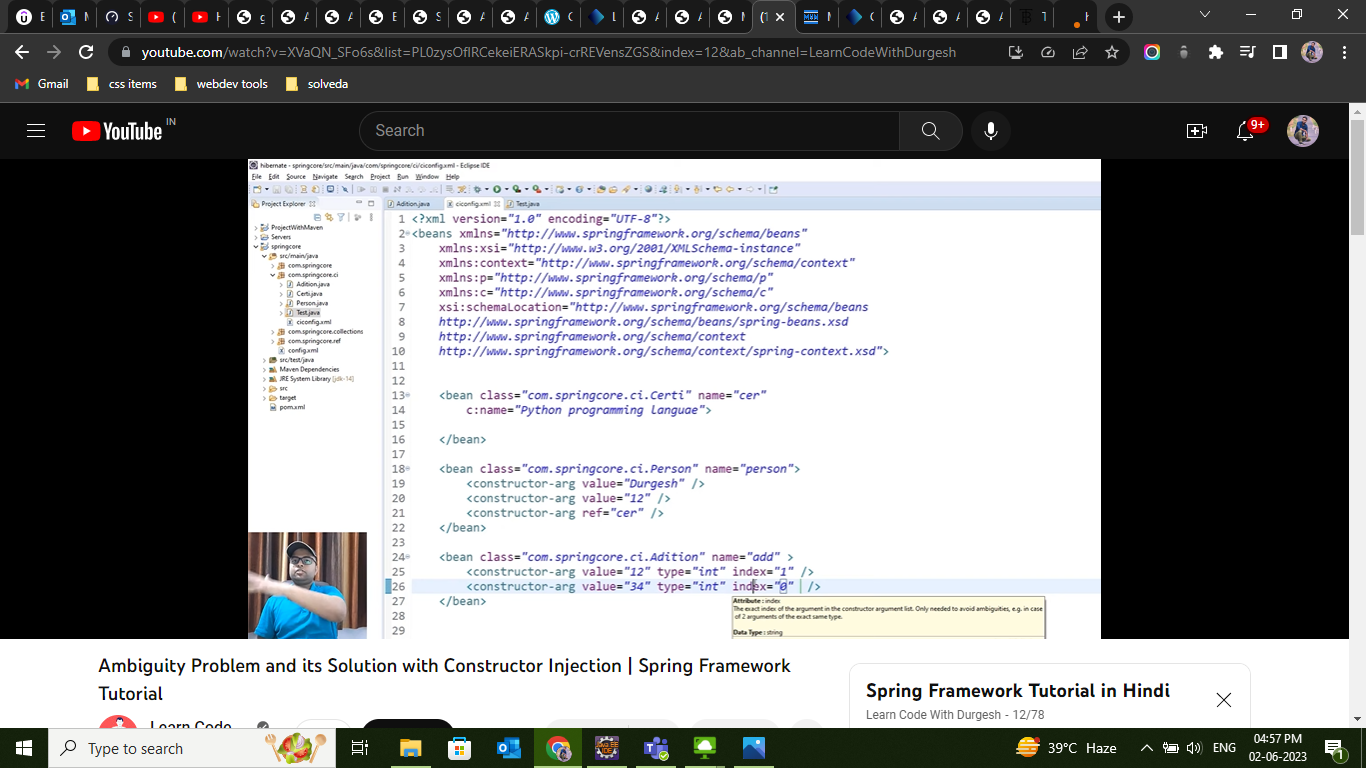 youtube.com/watch?v=XVaQN_SFo6s&list=PL0zysOflRCekeiERASkpi-crREVenszGS&index=12&ab_channel=LearnCodeWithDurgesh
Gmail
css items
webdev tools
solveda
YouTube IN
Search
9+
hibernate - springcore/src/main/java/com/springcore/ci/ciconfig.xml - Eclipse IDE
File Edit Source Navigate Search Project Run Window Help
Project Explorer
Adition.java ciconfig.xml Test.java
ProjectWithMaven
Servers
springcore
src/main/java
com.springcore
com.springcore.ci
Adition.java
Certi.java
Person.java
Test.java
ciconfig.xml
com.springcore.collections
com.springcore.ref
config.xml
src/test/java
Maven Dependencies
JRE System Library [jdk-14]
src
target
pom.xml
1 <?xml version="1.0" encoding="UTF-8"?>
2 <beans xmlns="http://www.springframework.org/schema/beans"
3 xmlns:xsi="http://www.w3.org/2001/XMLSchema-instance"
4 xmlns:context="http://www.springframework.org/schema/context"
5 xmlns:p="http://www.springframework.org/schema/p"
6 xmlns:c="http://www.springframework.org/schema/c"
7 xsi:schemaLocation="http://www.springframework.org/schema/beans
8 http://www.springframework.org/schema/beans/spring-beans.xsd
9 http://www.springframework.org/schema/context
10 http://www.springframework.org/schema/context/spring-context.xsd">
11
12
13 <bean class="com.springcore.ci.Certi" name="cer"
14 c:name="Python programming languae">
15
16 </bean>
17
18 <bean class="com.springcore.ci.Person" name="person">
19 <constructor-arg value="Durgesh" />
20 <constructor-arg value="12" />
21 <constructor-arg ref="cer" />
22 </bean>
23
24 <bean class="com.springcore.ci.Adition" name="add" >
25 <constructor-arg value="12" type="int" index="1" />
26 <constructor-arg value="34" type="int" index="0" />
27 </bean>
28
29
Attribute : index
The exact index of the argument in the constructor argument list. Only needed to avoid ambiguities, e.g. in case
of 2 arguments of the exact same type.
Data Type : string
Ambiguity Problem and its Solution with Constructor Injection | Spring Framework
Tutorial
Learn Code
Spring Framework Tutorial in Hindi
Learn Code With Durgesh - 12/78
Type to search
39°C Haze
ENG
04:57 PM
02-06-2023
1